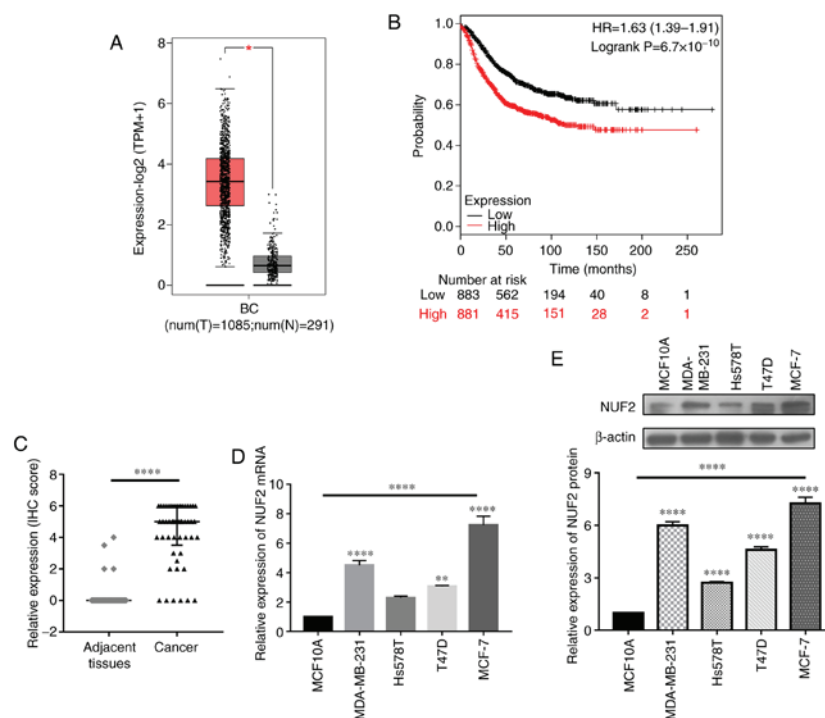 A
Expression-log2 (TPM+1)
8
6
4
2
0
*
BC
(num(T)=1085;num(N)=291)
B
HR=1.63 (1.39–1.91)
Logrank P=6.7×10⁻¹⁰
Probability
1.0
0.8
0.6
0.4
0.2
0.0
Expression
Low
High
0 50 100 150 200 250
Time (months)
Number at risk
Low 883 562 194 40 8 1
High 881 415 151 28 2 1
C
Relative expression (IHC score)
8
6
4
2
0
−2
****
Adjacent tissues
Cancer
D
Relative expression of NUF2 mRNA
10
8
6
4
2
0
****
****
**
****
MCF10A
MDA-MB-231
Hs578T
T47D
MCF-7
E
MCF10A
MDA-
MB-231
Hs578T
T47D
MCF-7
NUF2
β-actin
Relative expression of NUF2 protein
9
6
3
0
****
****
****
****
****
MCF10A
MDA-MB-231
Hs578T
T47D
MCF-7